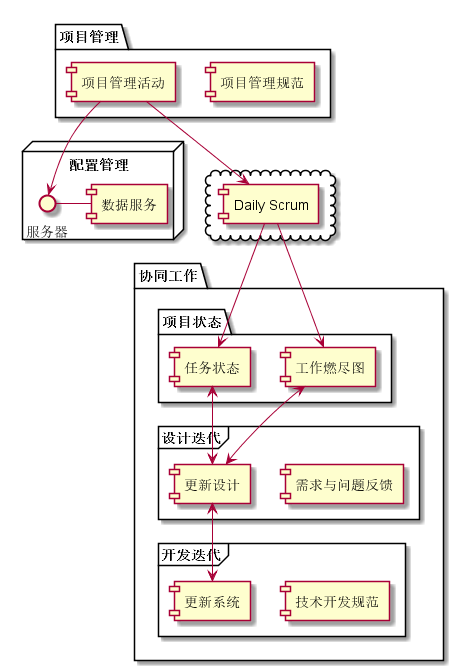 项目管理
项目管理活动
项目管理规范
配置管理
数据服务
服务器
Daily Scrum
协同工作
项目状态
任务状态
工作燃尽图
设计迭代
更新设计
需求与问题反馈
开发迭代
更新系统
技术开发规范